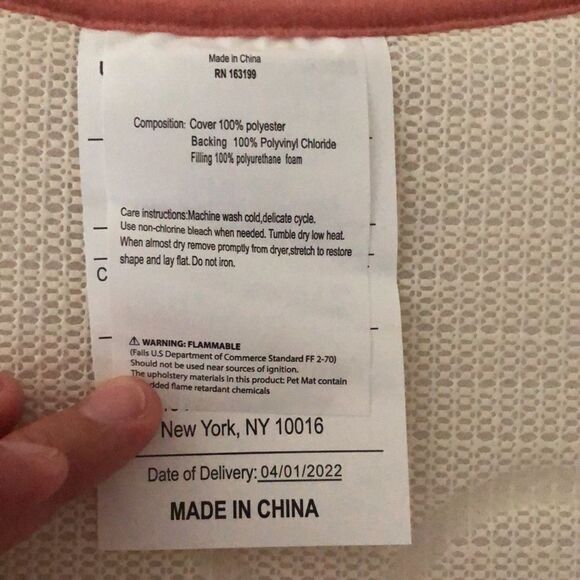 Made in China
RN 163199
Composition: Cover 100% polyester
Backing 100% Polyvinyl Chloride
Filling 100% polyurethane foam
Care instructions:Machine wash cold,delicate cycle.
Use non-chlorine bleach when needed. Tumble dry low heat.
When almost dry remove promptly from dryer,stretch to restore
shape and lay flat. Do not iron.
WARNING: FLAMMABLE
(Fails U.S Department of Commerce Standard FF 2-70)
Should not be used near sources of ignition.
The upholstery materials in this product: Pet Mat contain
flame retardant chemicals
New York, NY 10016
Date of Delivery: 04/01/2022
MADE IN CHINA